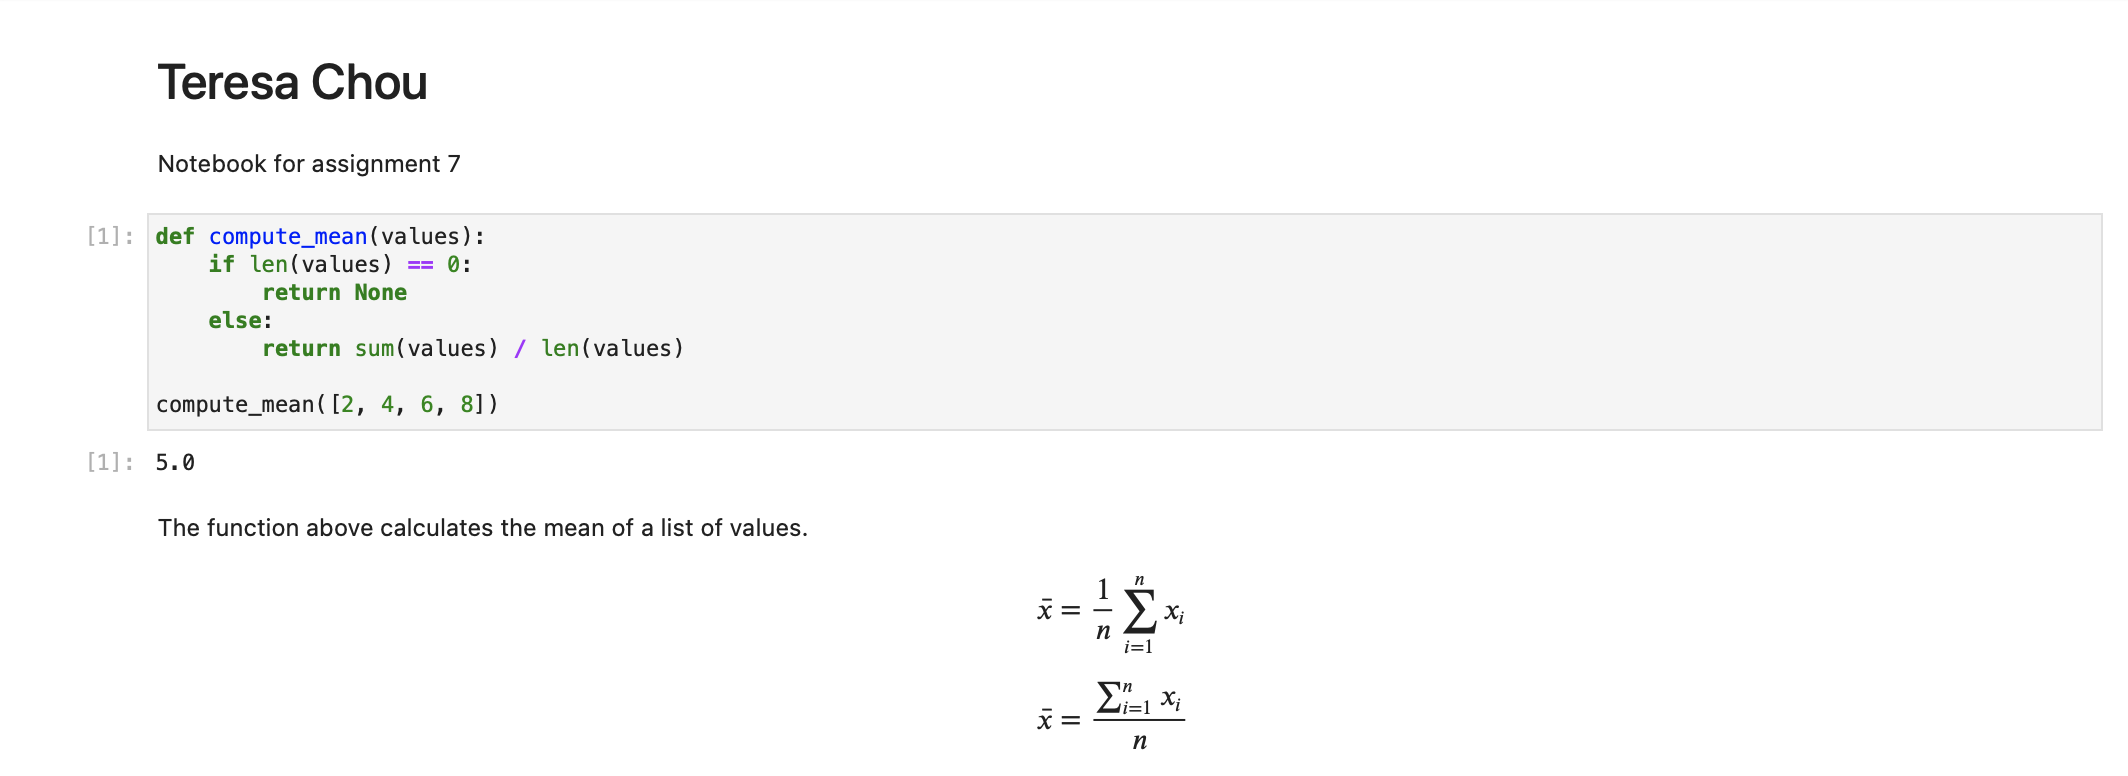 Teresa Chou
Notebook for assignment 7
[1]: def compute_mean(values):
    if len(values) == 0:
        return None
    else:
        return sum(values) / len(values)

compute_mean([2, 4, 6, 8])
[1]: 5.0
The function above calculates the mean of a list of values.
x̄ = \frac{1}{n} \sum_{i=1}^{n} x_i
x̄ = \frac{\sum_{i=1}^{n} x_i}{n}